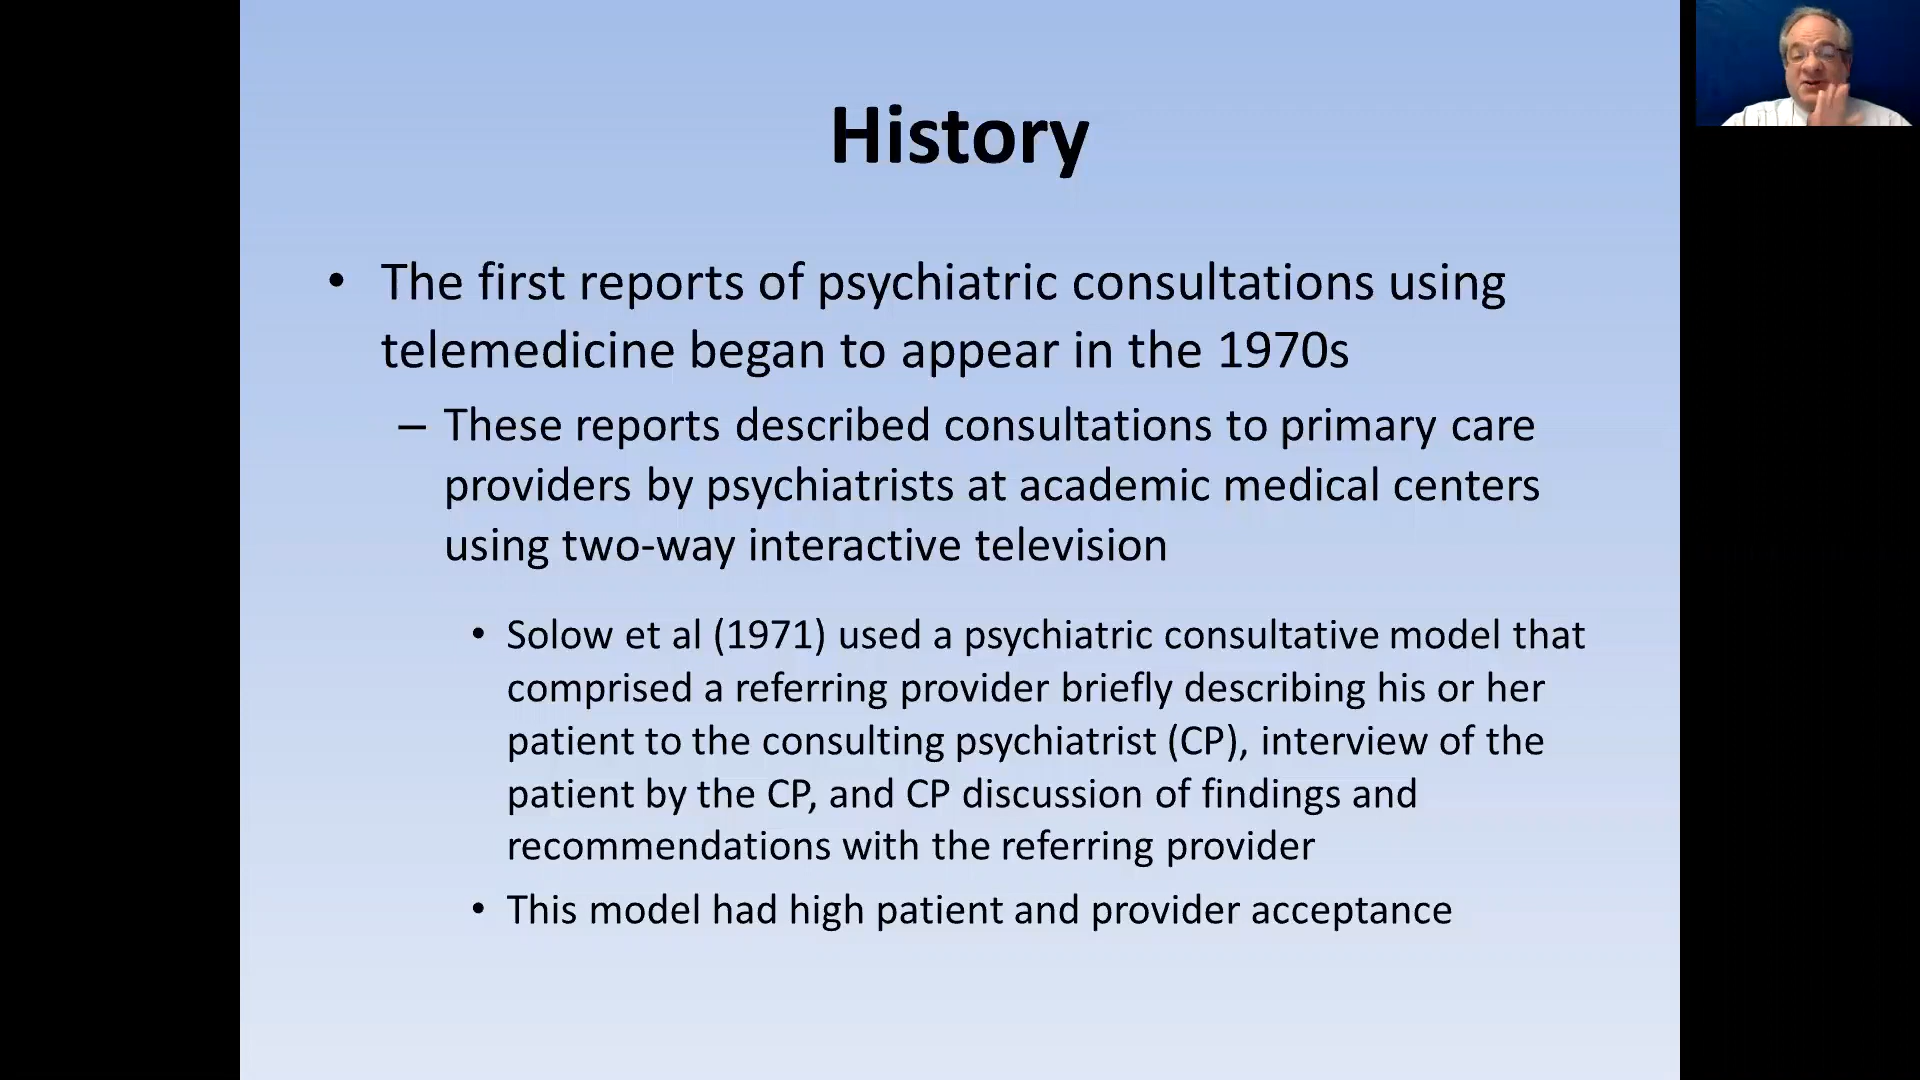 History
• The first reports of psychiatric consultations using
telemedicine began to appear in the 1970s
– These reports described consultations to primary care
providers by psychiatrists at academic medical centers
using two-way interactive television
• Solow et al (1971) used a psychiatric consultative model that
comprised a referring provider briefly describing his or her
patient to the consulting psychiatrist (CP), interview of the
patient by the CP, and CP discussion of findings and
recommendations with the referring provider
• This model had high patient and provider acceptance